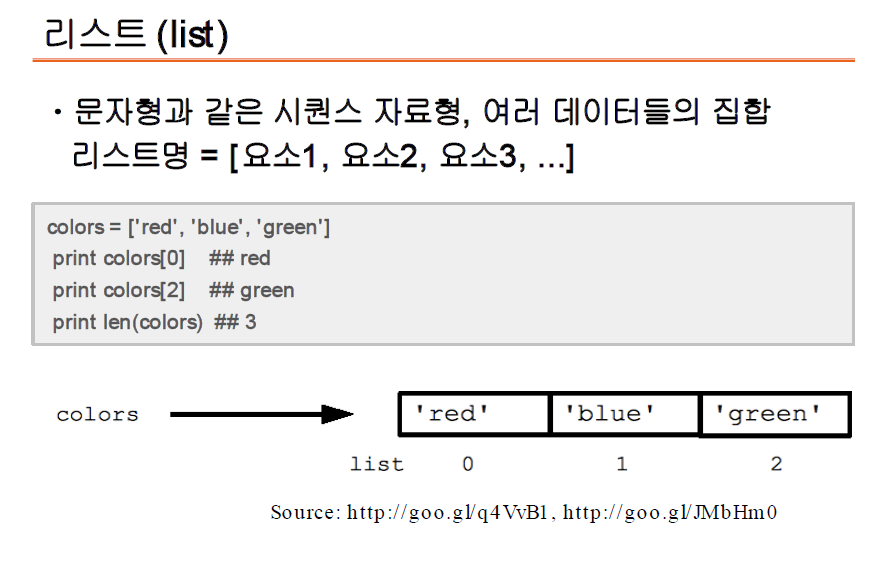 리스트 (list)
• 문자형과 같은 시퀀스 자료형, 여러 데이터들의 집합
리스트명 = [요소1, 요소2, 요소3, ...]
colors = ['red', 'blue', 'green']
print colors[0] ## red
print colors[2] ## green
print len(colors) ## 3
colors 'red' 'blue' 'green'
list 0 1 2
Source: http://goo.gl/q4VvB1, http://goo.gl/JMbHm0